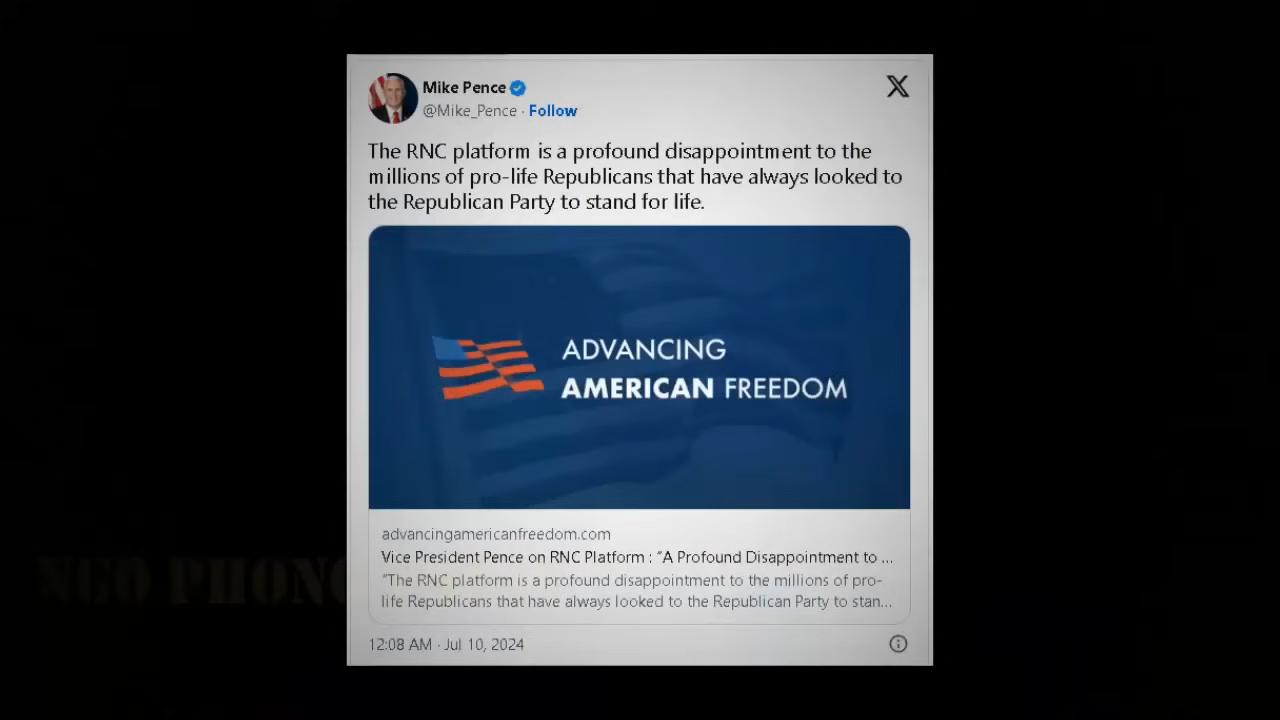 Mike Pence
@Mike_Pence · Follow
The RNC platform is a profound disappointment to the
millions of pro-life Republicans that have always looked to
the Republican Party to stand for life.
ADVANCING
AMERICAN FREEDOM
advancingamericanfreedom.com
Vice President Pence on RNC Platform : “A Profound Disappointment to ...
“The RNC platform is a profound disappointment to the millions of pro-
life Republicans that have always looked to the Republican Party to stan...
12:08 AM · Jul 10, 2024
NGO PHONG